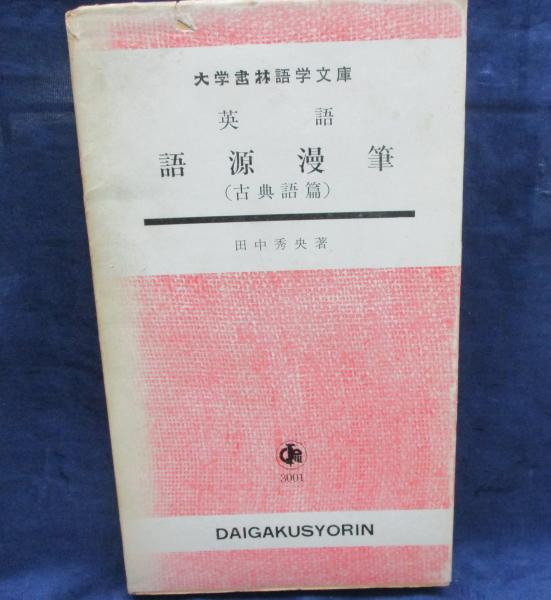 大学書林語学文庫
英語
語源漫筆
(古典語篇)
田中秀央著
3001
DAIGAKUSYORIN